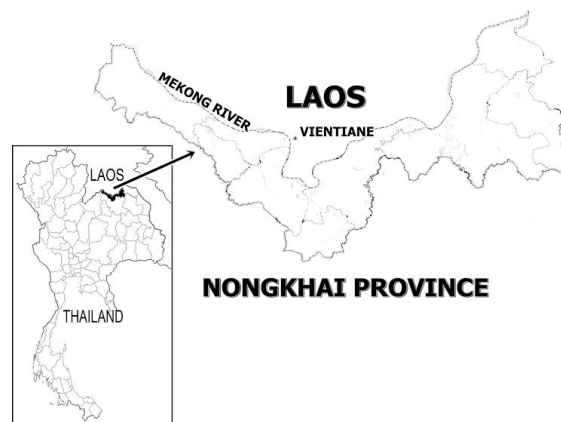 MEKONG RIVER
LAOS
VIENTIANE
LAOS
NONGKHAI PROVINCE
THAILAND